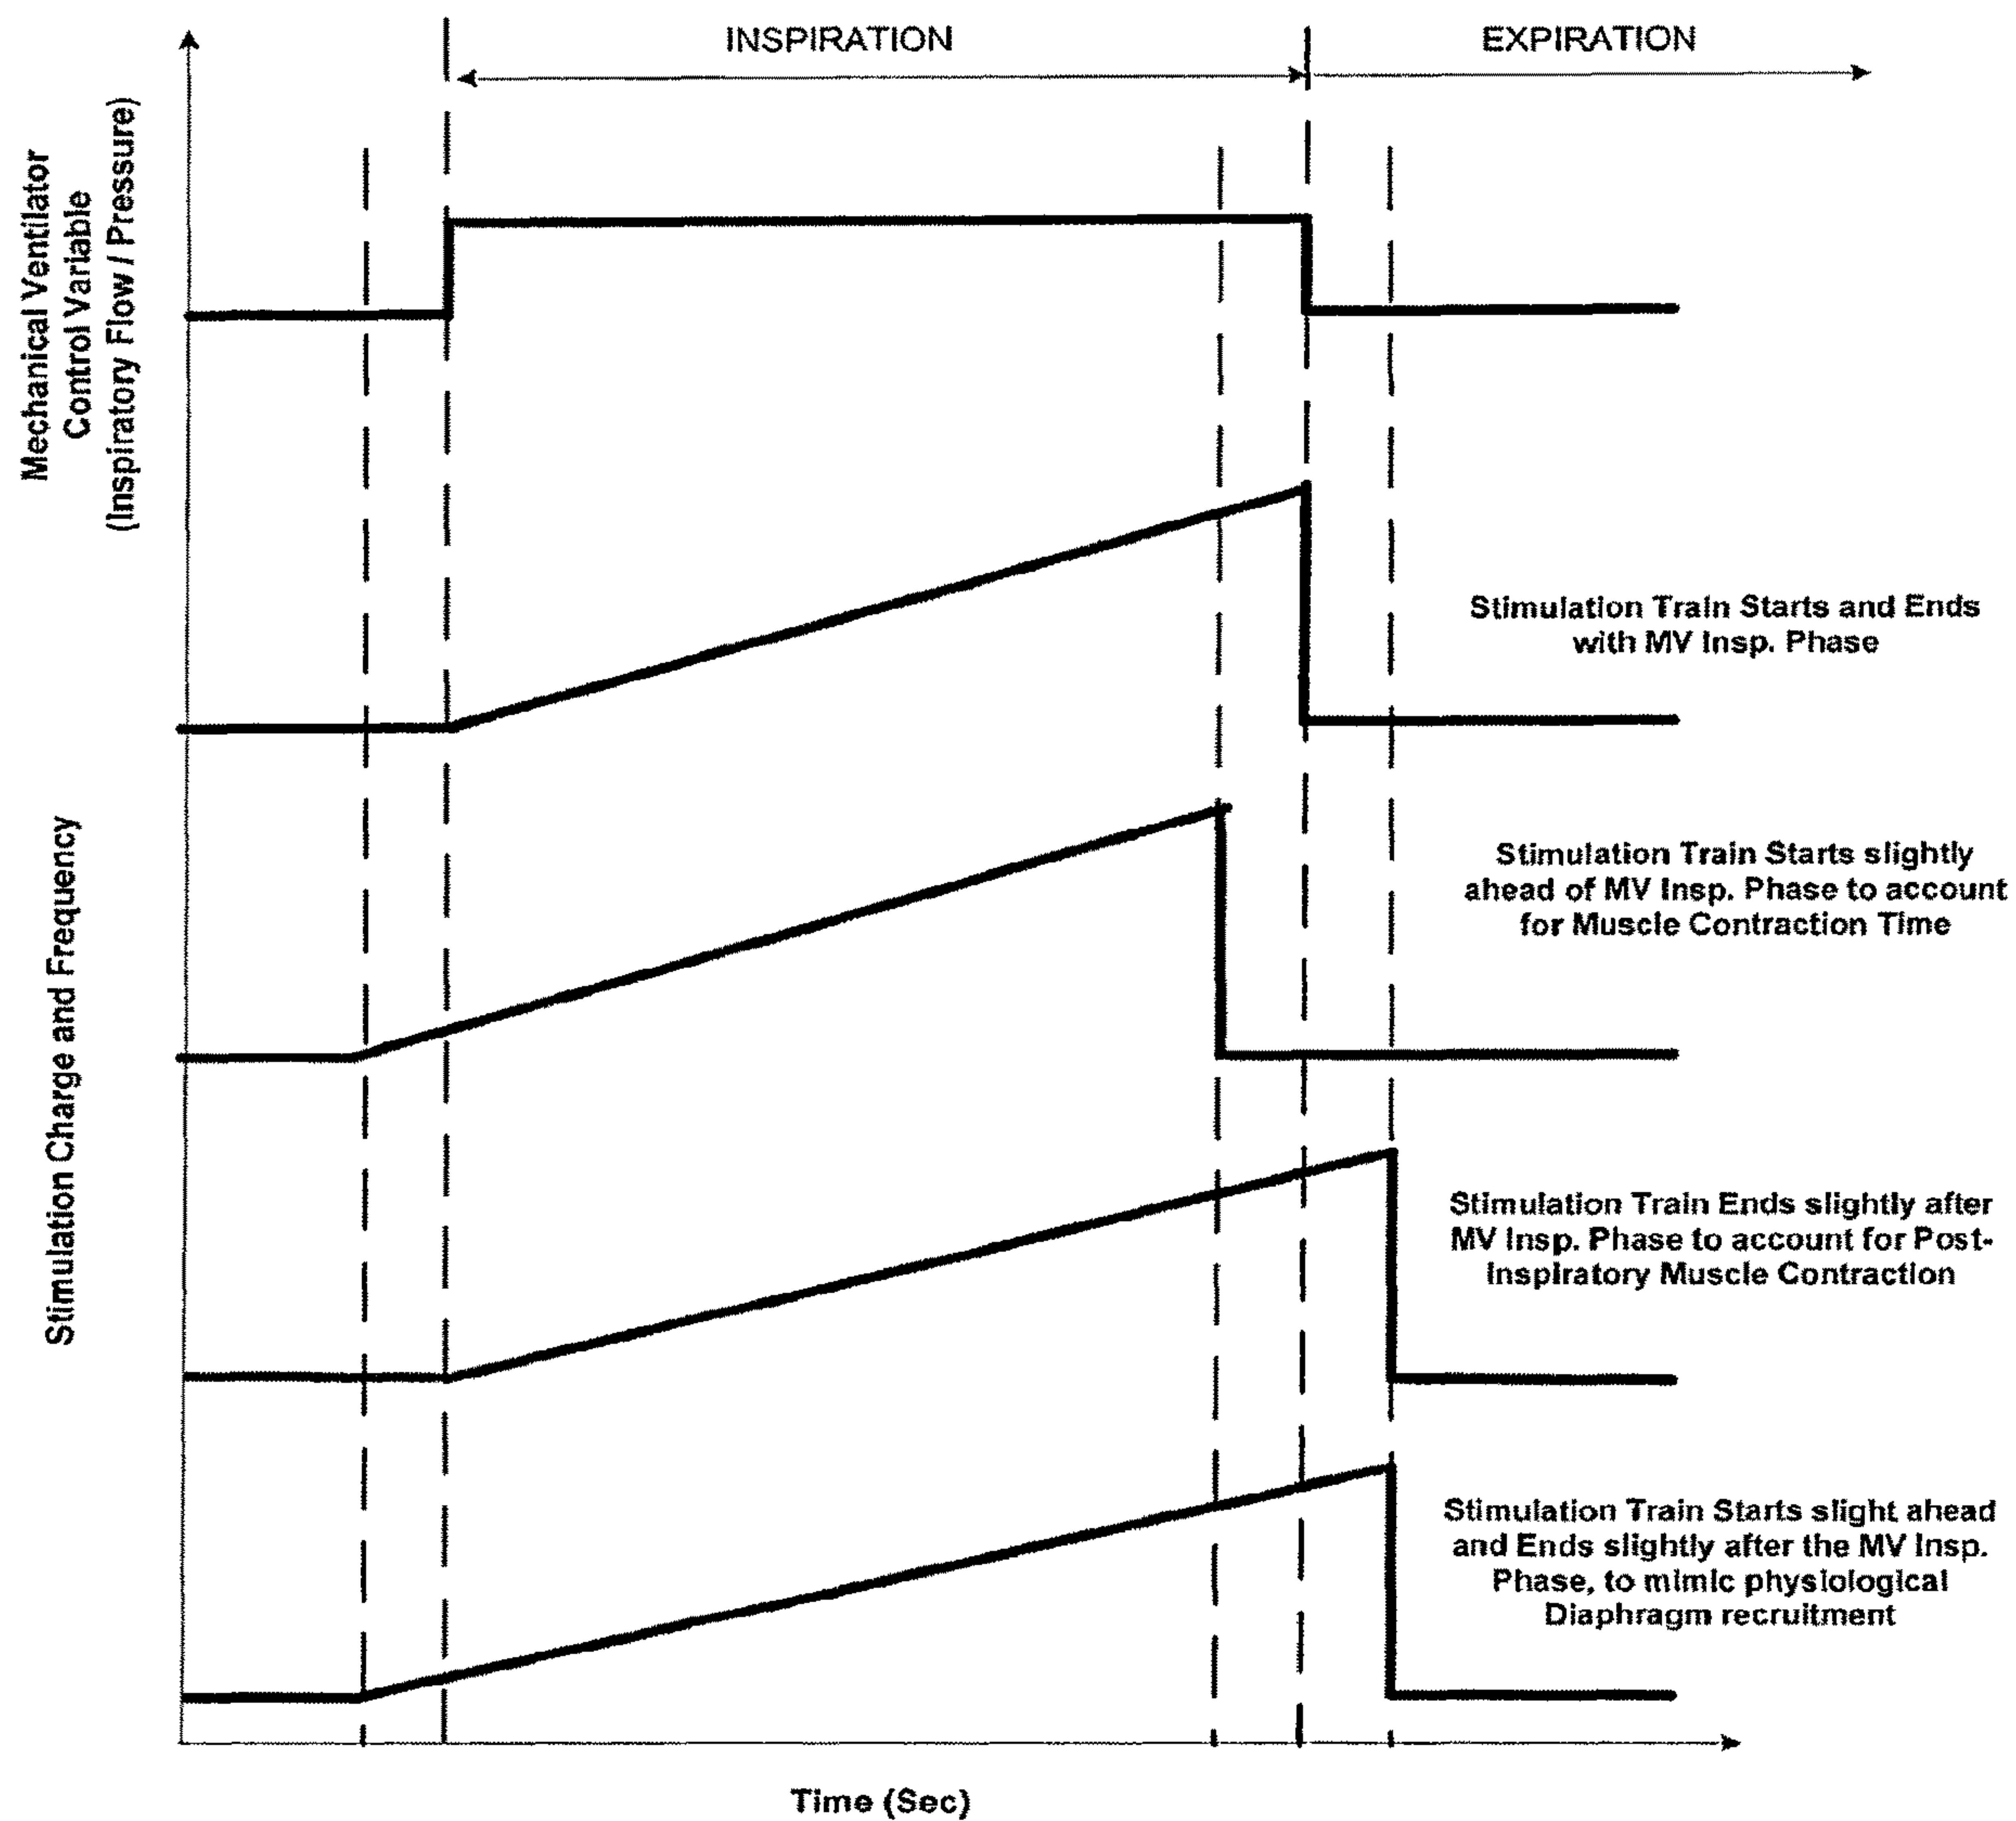 INSPIRATION
EXPIRATION
Mechanical Ventilator
Control Variable
(Inspiratory Flow / Pressure)
Stimulation Train Starts and Ends
with MV Insp. Phase
Stimulation Charge and Frequency
Stimulation Train Starts slightly
ahead of MV Insp. Phase to account
for Muscle Contraction Time
Stimulation Train Ends slightly after
MV Insp. Phase to account for Post-
Inspiratory Muscle Contraction
Stimulation Train Starts slight ahead
and Ends slightly after the MV Insp.
Phase, to mimic physiological
Diaphragm recruitment
Time (Sec)